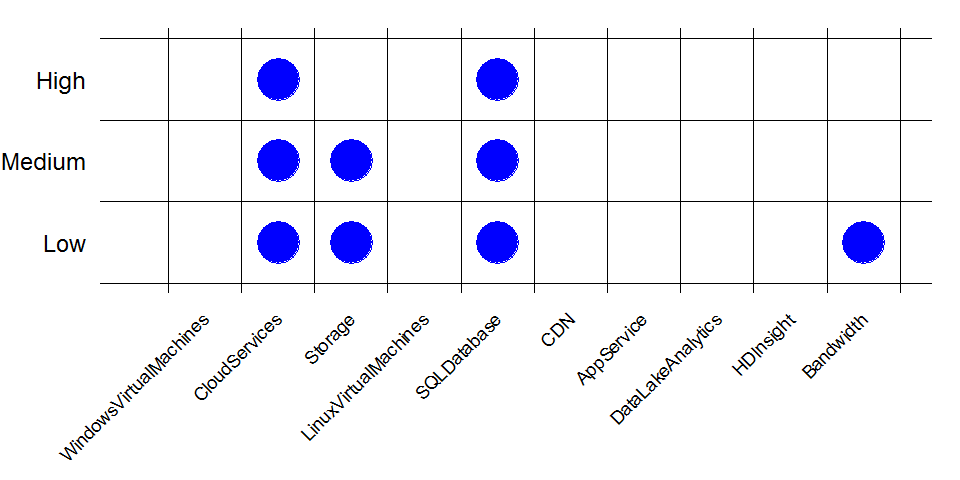 High
Medium
Low
WindowsVirtualMachines
CloudServices
Storage
LinuxVirtualMachines
SQLDatabase
CDN
AppService
DataLakeAnalytics
HDInsight
Bandwidth